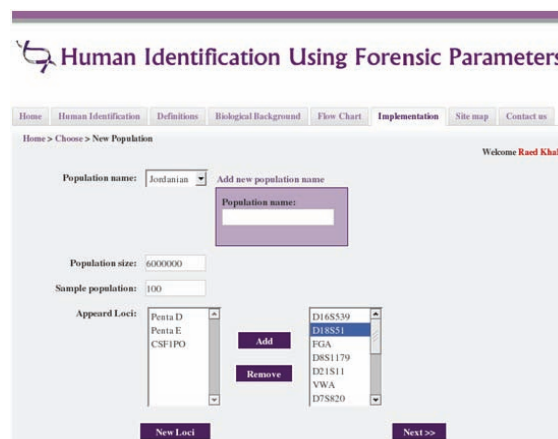 Human Identification Using Forensic Parameters
Home Human Identification Definitions Biological Background Flow Chart Implementation Site map Contact us
Home > Choose > New Population
Welcome Raed Khal
Population name: Jordanian Add new population name
Population name:
Population size: 6000000
Sample population: 100
Appeard Loci:
Penta D
Penta E
CSF1PO
Add
Remove
D16S539
D18S51
FGA
D8S1179
D21S11
VWA
D7S820
New Loci Next >>